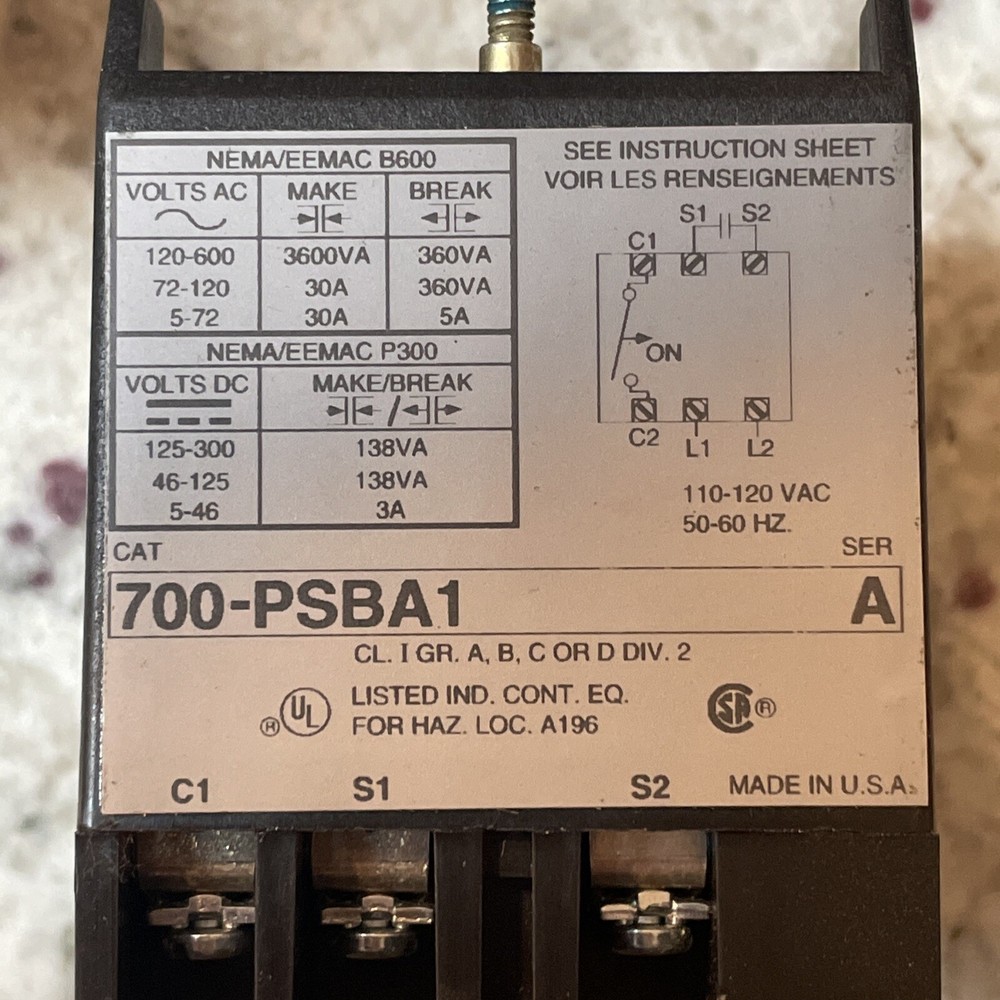 NEMA/EEMAC B600
VOLTS AC MAKE BREAK
120-600 3600VA 360VA
72-120 30A 360VA
5-72 30A 5A
NEMA/EEMAC P300
VOLTS DC MAKE/BREAK
125-300 138VA
46-125 138VA
5-46 3A
SEE INSTRUCTION SHEET
VOIR LES RENSEIGNEMENTS
S1 S2
C1
ON
C2 L1 L2
110-120 VAC
50-60 HZ.
CAT SER
700-PSBA1 A
CL. I GR. A, B, C OR D DIV. 2
® UL LISTED IND. CONT. EQ.
FOR HAZ. LOC. A196
SA ®
C1 S1 S2 MADE IN U.S.A.